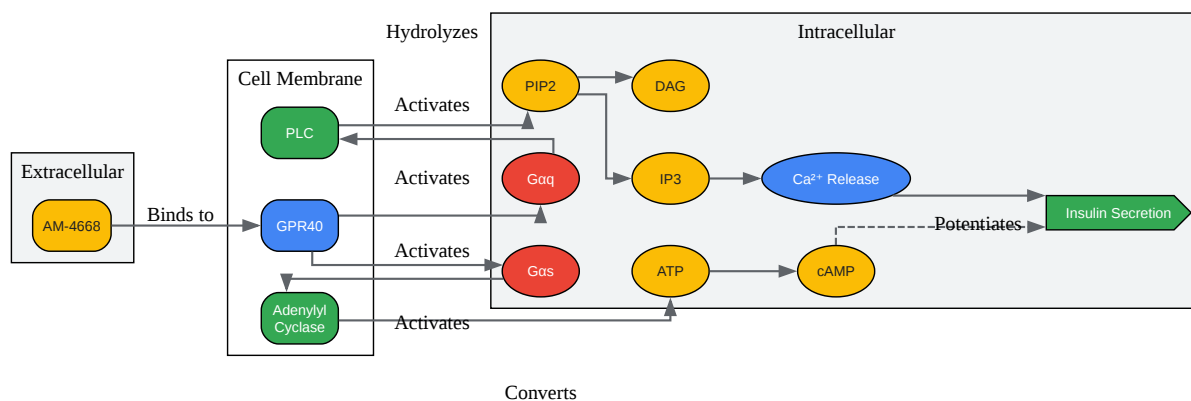 Hydrolyzes
Intracellular
Cell Membrane
PIP2
DAG
Activates
PLC
Extracellular
Activates
Gαq
IP3
Ca²⁺ Release
AM-4668
Binds to
GPR40
Potentiates
Insulin Secretion
Activates
Gαs
ATP
cAMP
Adenylyl
Cyclase
Activates
Converts